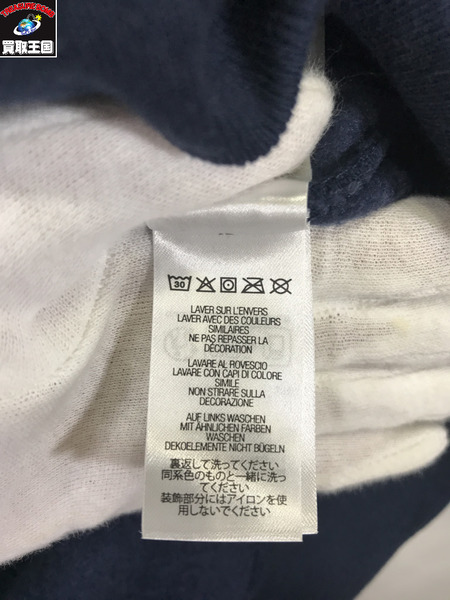 買取王国
30
LAVER SUR L'ENVERS
LAVER AVEC DES COULEURS
SIMILAIRES
NE PAS REPASSER LA
DÉCORATION
LAVARE AL ROVESCIO
LAVARE CON CAPI DI COLORE
SIMILE
NON STIRARE SULLA
DECORAZIONE
AUF LINKS WASCHEN
MIT ÄHNLICHEN FARBEN
WASCHEN
DEKOELEMENTE NICHT BÜGELN
裏返して洗ってください
同系色のものと一緒に洗っ
てください
装飾部分にはアイロンを使
用しないでください